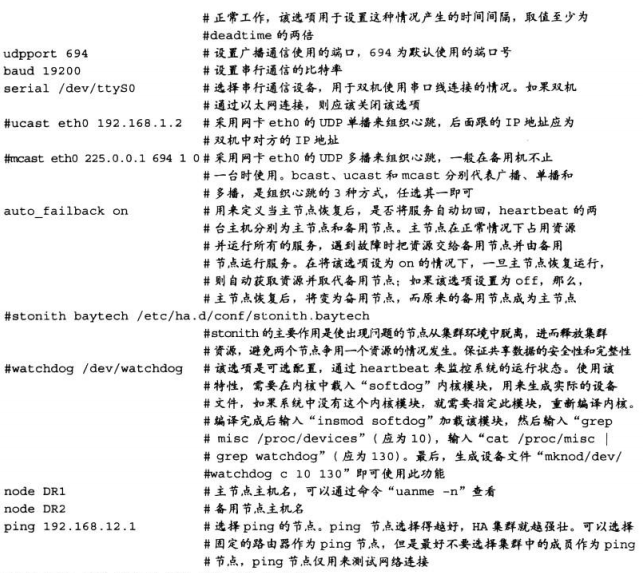 # 正常工作，该选项用于设置这种情况产生的时间间隔，取值至少为
#deadtime 的两倍
udpport 694 # 设置广播通信使用的端口，694 为默认使用的端口号
baud 19200 # 设置串行通信的比特率
serial /dev/ttyS0 # 选择串行通信设备，用于双机使用串口线连接的情况。如果双机
# 通过以太网连接，则应该关闭该选项
#ucast eth0 192.168.1.2 # 采用网卡 eth0 的 UDP 单播来组织心跳，后面跟的 IP 地址应为
# 双机中对方的 IP 地址
#mcast eth0 225.0.0.1 694 1 0 # 采用网卡 eth0 的 UDP 多播来组织心跳，一般在备用机不止
# 一台时使用。bcast、ucast 和 mcast 分别代表广播、单播和
# 多播，是组织心跳的 3 种方式，任选其一即可
auto_failback on # 用来定义当主节点恢复后，是否将服务自动切回，heartbeat 的两
# 台主机分别为主节点和备用节点。主节点在正常情况下占用资源
# 并运行所有的服务，遇到故障时把资源交给备用节点并由备用
# 节点运行服务。在将该选项设为 on 的情况下，一旦主节点恢复运行，
# 则自动获取资源并取代备用节点；如果该选项设置为 off，那么，
# 主节点恢复后，将变为备用节点，而原来的备用节点成为主节点
#stonith baytech /etc/ha.d/conf/stonith.baytech
#stonith 的主要作用是使出现问题的节点从集群环境中脱离，进而释放集群
# 资源，避免两个节点争用一个资源的情况发生。保证共享数据的安全性和完整性
#watchdog /dev/watchdog # 该选项是可选配置，通过 heartbeat 来监控系统的运行状态。使用该
# 特性，需要在内核中载入“softdog”内核模块，用来生成实际的设备
# 文件，如果系统中没有这个内核模块，就需要指定此模块，重新编译内核。
# 编译完成后输入“insmod softdog”加载该模块，然后输入“grep
# misc /proc/devices”（应为 10），输入“cat /proc/misc |
# grep watchdog”（应为 130）。最后，生成设备文件“mknod/dev/
#watchdog c 10 130”即可使用此功能
node DR1 # 主节点主机名，可以通过命令“uanme -n”查看
node DR2 # 备用节点主机名
ping 192.168.12.1 # 选择 ping 的节点。ping 节点选择得越好，HA 集群就越强壮。可以选择
# 固定的路由器作为 ping 节点，但是最好不要选择集群中的成员作为 ping
# 节点，ping 节点仅用来测试网络连接